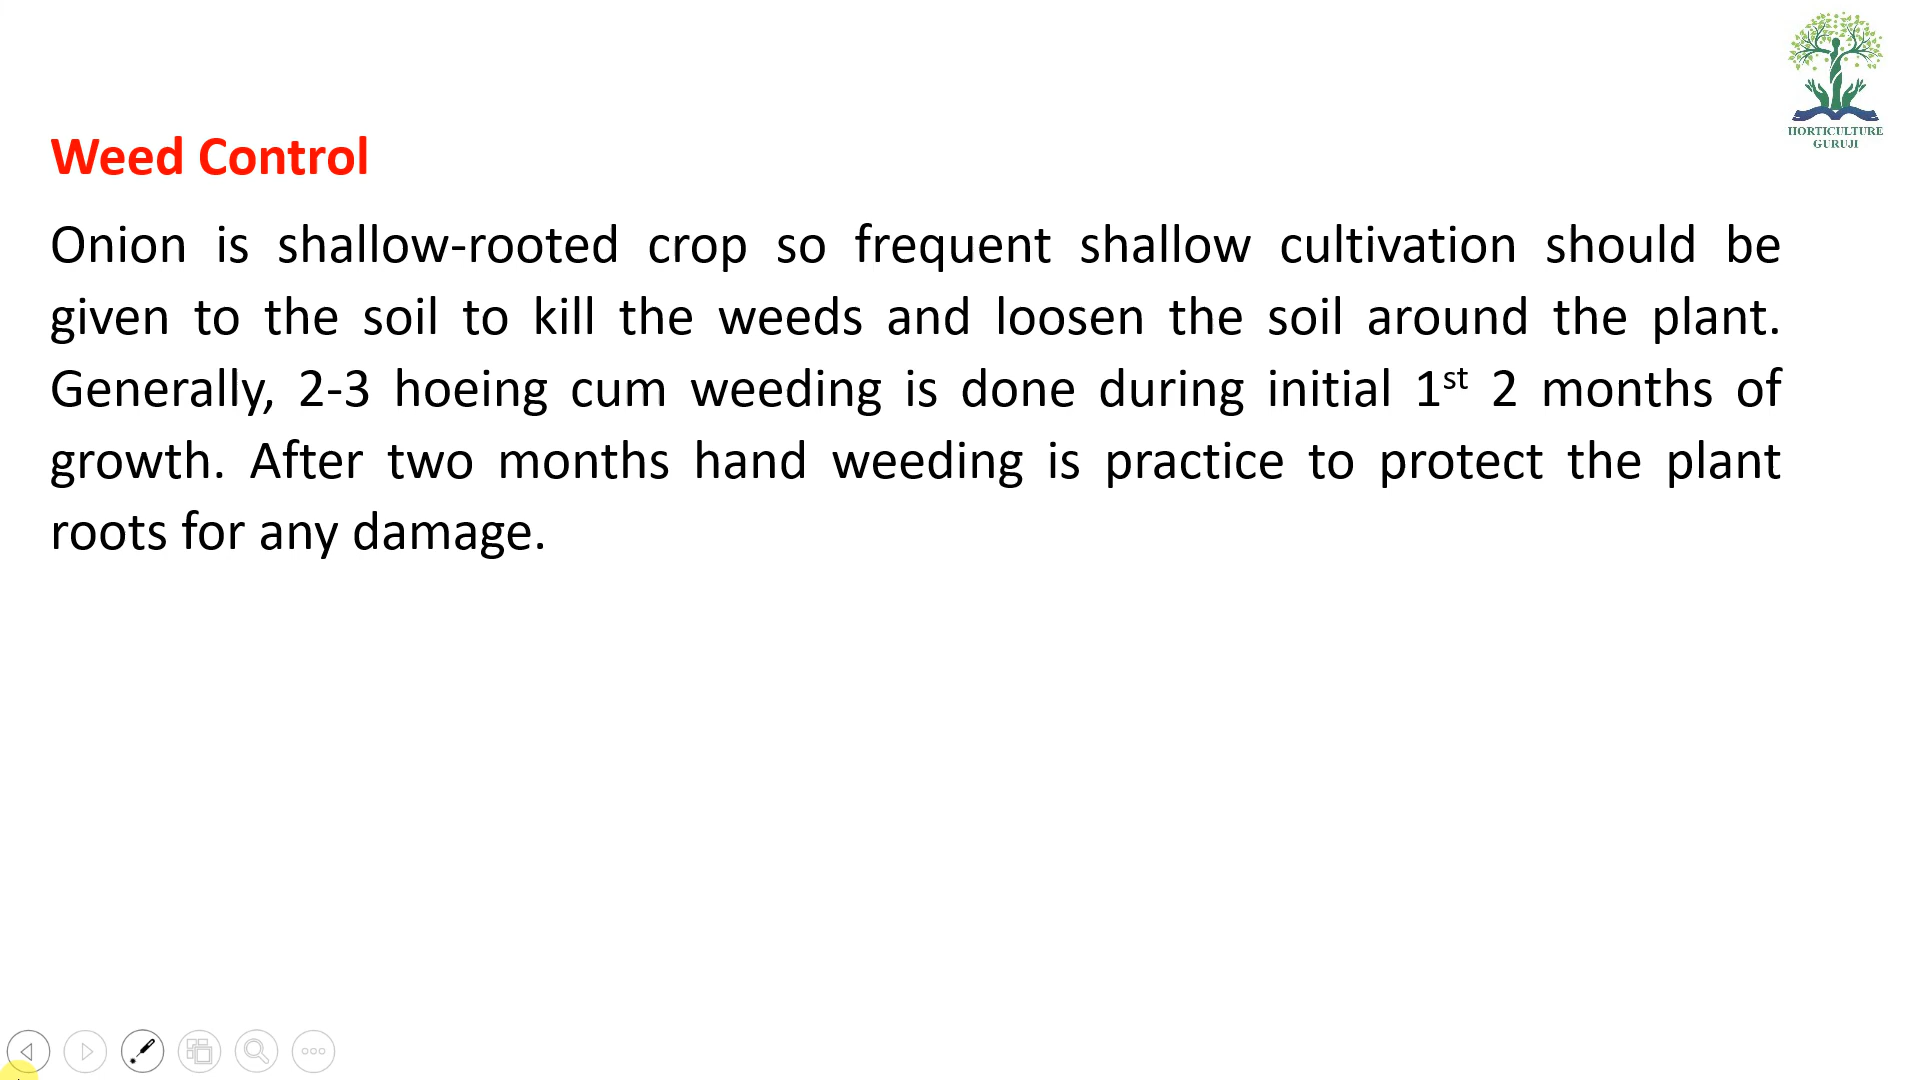 HORTICULTURE
GURUJI
Weed Control
Onion is shallow-rooted crop so frequent shallow cultivation should be
given to the soil to kill the weeds and loosen the soil around the plant.
Generally, 2-3 hoeing cum weeding is done during initial 1st 2 months of
growth. After two months hand weeding is practice to protect the plant
roots for any damage.